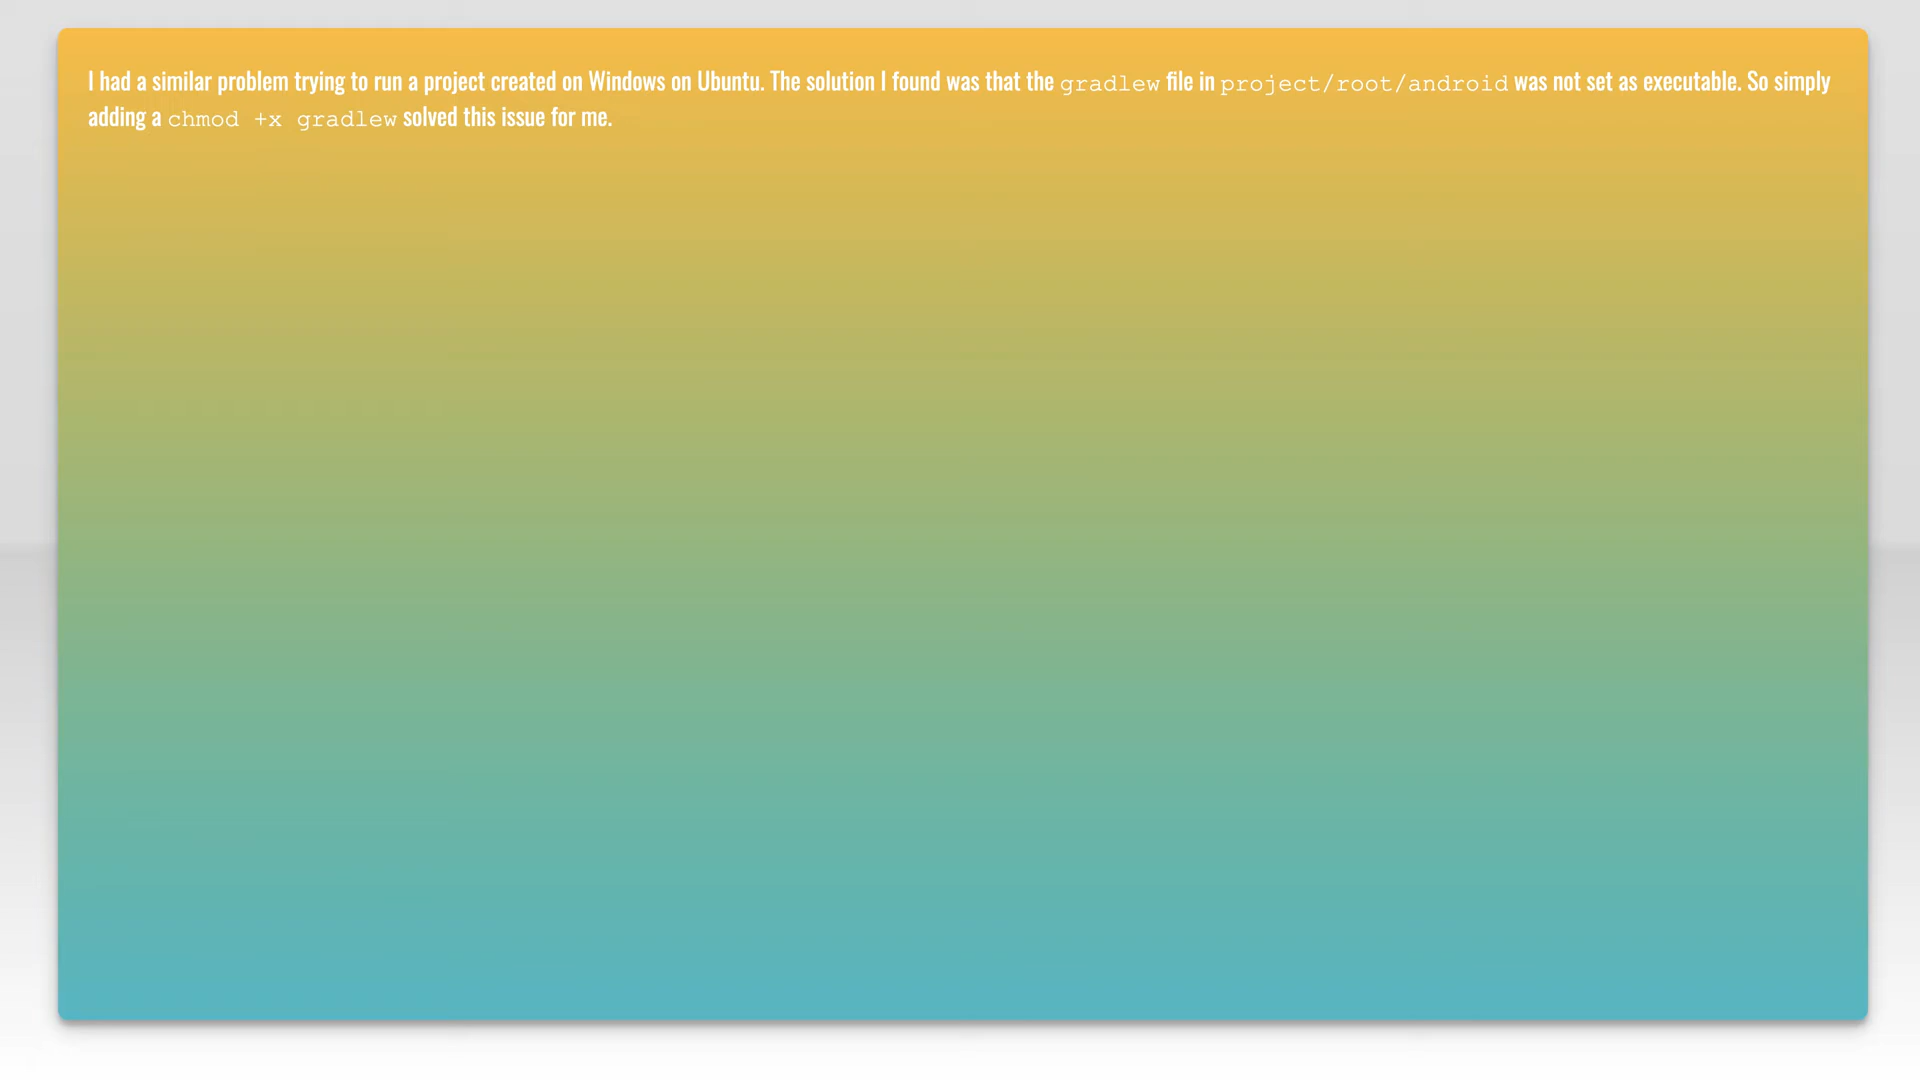 I had a similar problem trying to run a project created on Windows on Ubuntu. The solution I found was that the gradlew file in project/root/android was not set as executable. So simply
adding a chmod +x gradlew solved this issue for me.